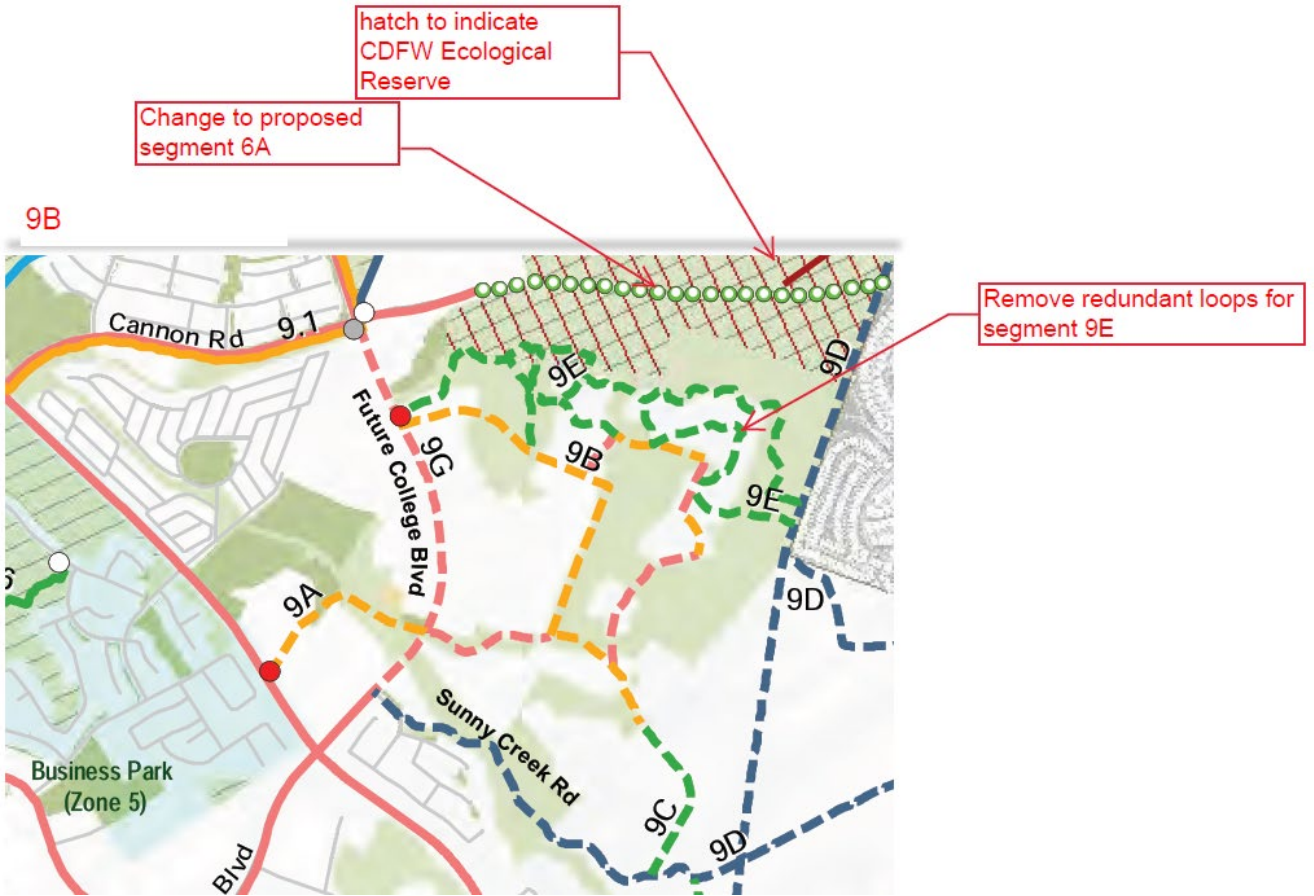 hatch to indicate
CDFW Ecological
Reserve
Change to proposed
segment 6A
9B
Remove redundant loops for
segment 9E
Cannon Rd
9.1
9E
9D
Future College Blvd
9G
9B
9E
9A
9D
Sunny Creek Rd
Business Park
(Zone 5)
9C
9D
Blvd